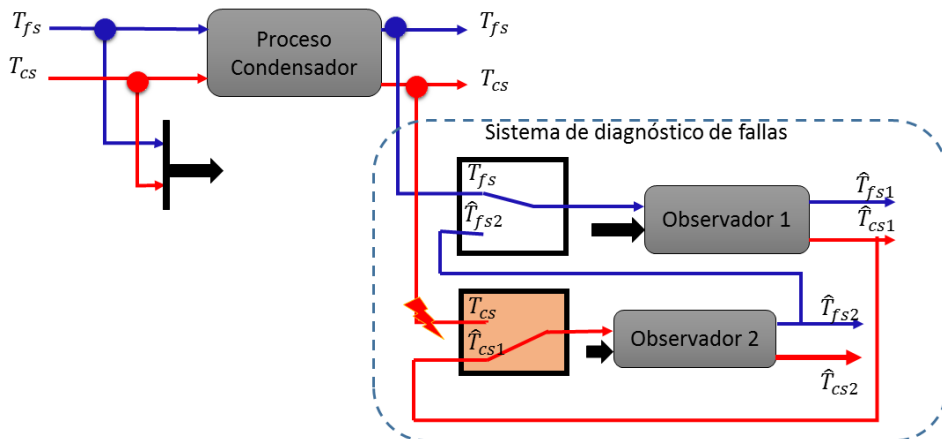 T_fs
T_cs
Proceso
Condensador
T_fs
T_cs
Sistema de diagnóstico de fallas
T_fs
T̂_fs2
Observador 1
T̂_fs1
T̂_cs1
T_cs
T̂_cs1
Observador 2
T̂_fs2
T̂_cs2